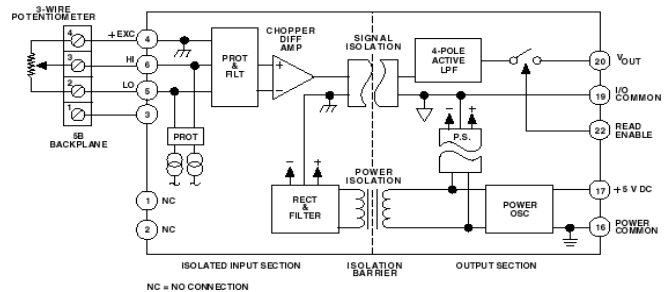 3-WIRE
POTENTIOMETER
4
3
2
1
5B
BACKPLANE
+EXC
HI
LO
4
6
5
3
1
NC
2
NC
PROT
PROT
&
FILT
CHOPPER
DIFF
AMP
+
−
SIGNAL
ISOLATION
4-POLE
ACTIVE
LPF
− +
P.S.
− +
RECT
&
FILTER
POWER
ISOLATION
POWER
OSC
20
VOUT
19
I/O
COMMON
22
READ
ENABLE
17
+5 V DC
16
POWER
COMMON
ISOLATED INPUT SECTION
ISOLATION
BARRIER
OUTPUT SECTION
NC = NO CONNECTION